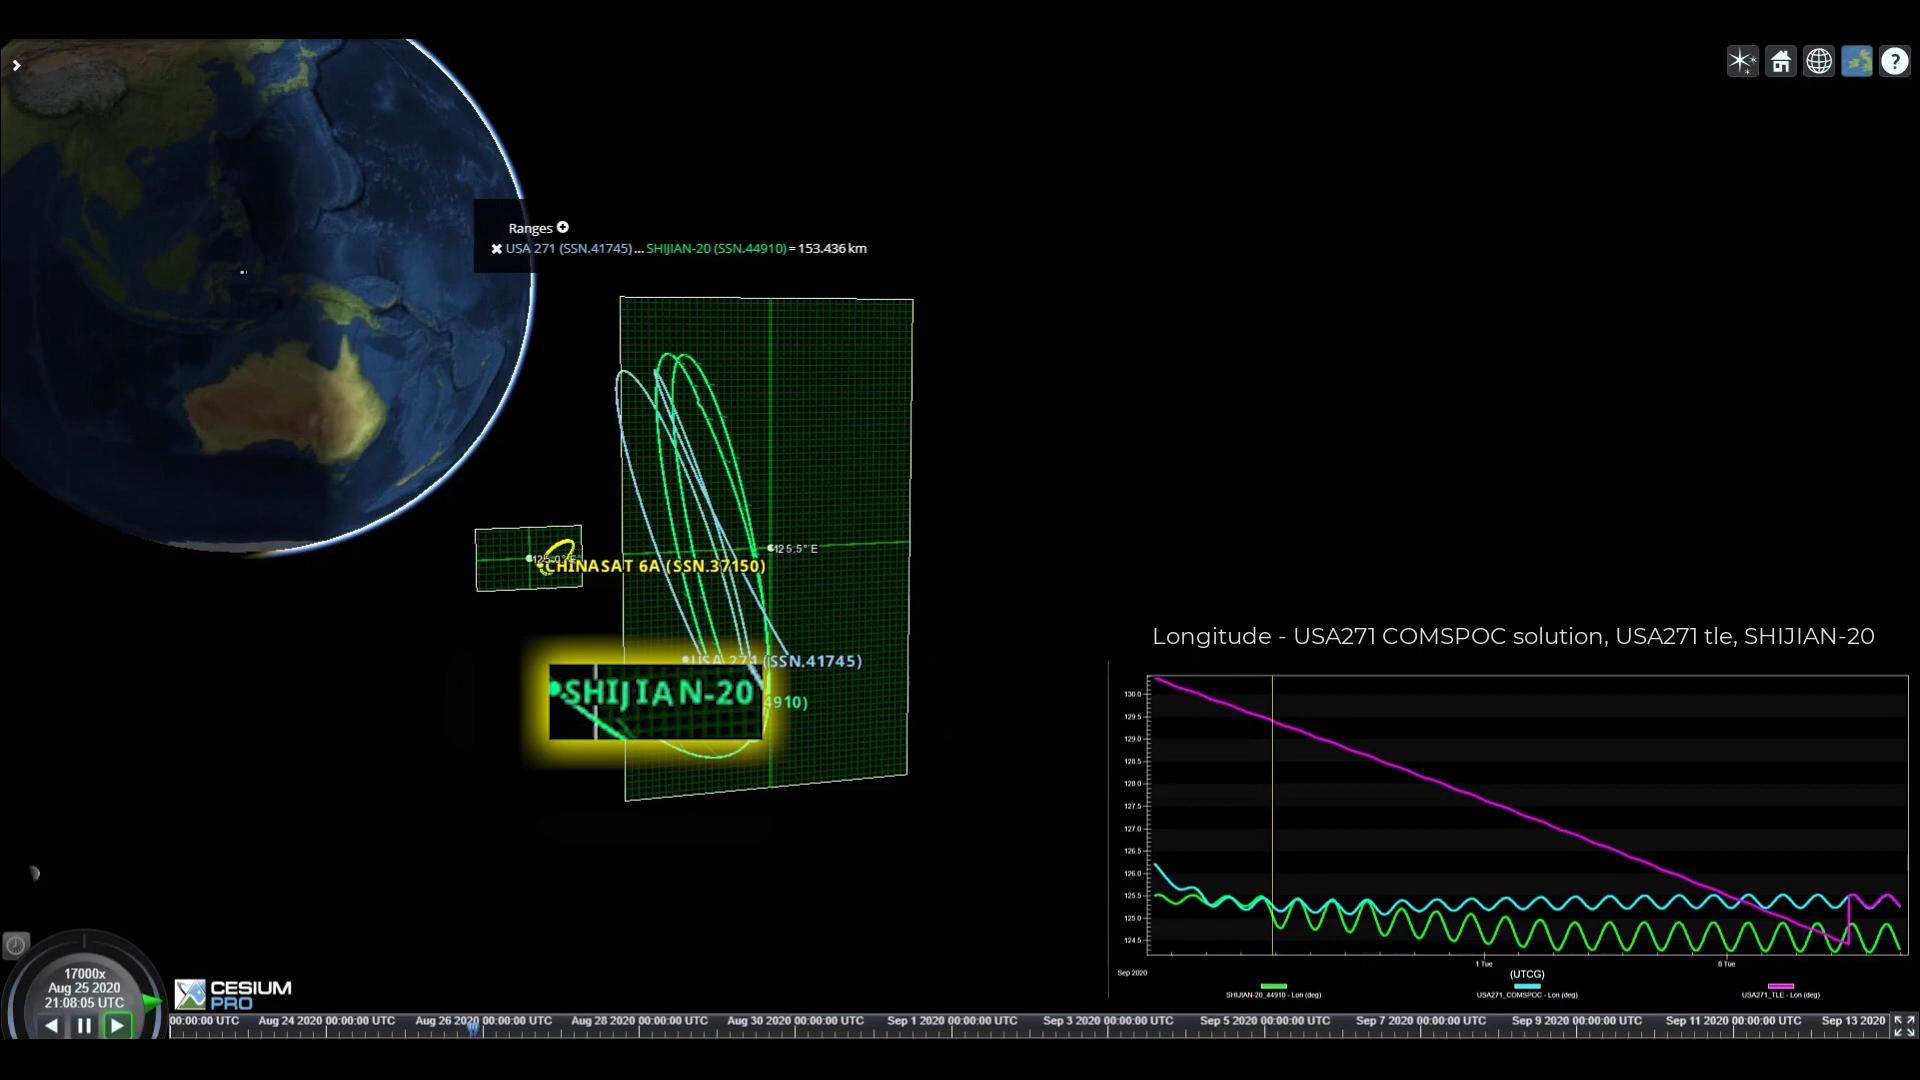 ?
Ranges
USA 271 (SSN.41745)... SHIJIAN-20 (SSN.44910) = 153.436 km
125.5° E
CHINASAT 6A (SSN.37150)
USA 271 (SSN.41745)
SHIJIAN-20
4910)
Longitude - USA271 COMSPOC solution, USA271 tle, SHIJIAN-20
130.0
129.5
129.0
128.5
128.0
127.5
127.0
126.5
126.0
125.5
125.0
124.5
1 Tue
8 Tue
Sep 2020
(UTCG)
SHIJIAN-20_44910 - Lon (deg)
USA271_COMSPOC - Lon (deg)
USA271_TLE - Lon (deg)
17000x
Aug 25 2020
21:08:05 UTC
CESIUM
PRO
00:00:00 UTC
Aug 24 2020 00:00:00 UTC
Aug 26 2020 00:00:00 UTC
Aug 28 2020 00:00:00 UTC
Aug 30 2020 00:00:00 UTC
Sep 1 2020 00:00:00 UTC
Sep 3 2020 00:00:00 UTC
Sep 5 2020 00:00:00 UTC
Sep 7 2020 00:00:00 UTC
Sep 9 2020 00:00:00 UTC
Sep 11 2020 00:00:00 UTC
Sep 13 2020